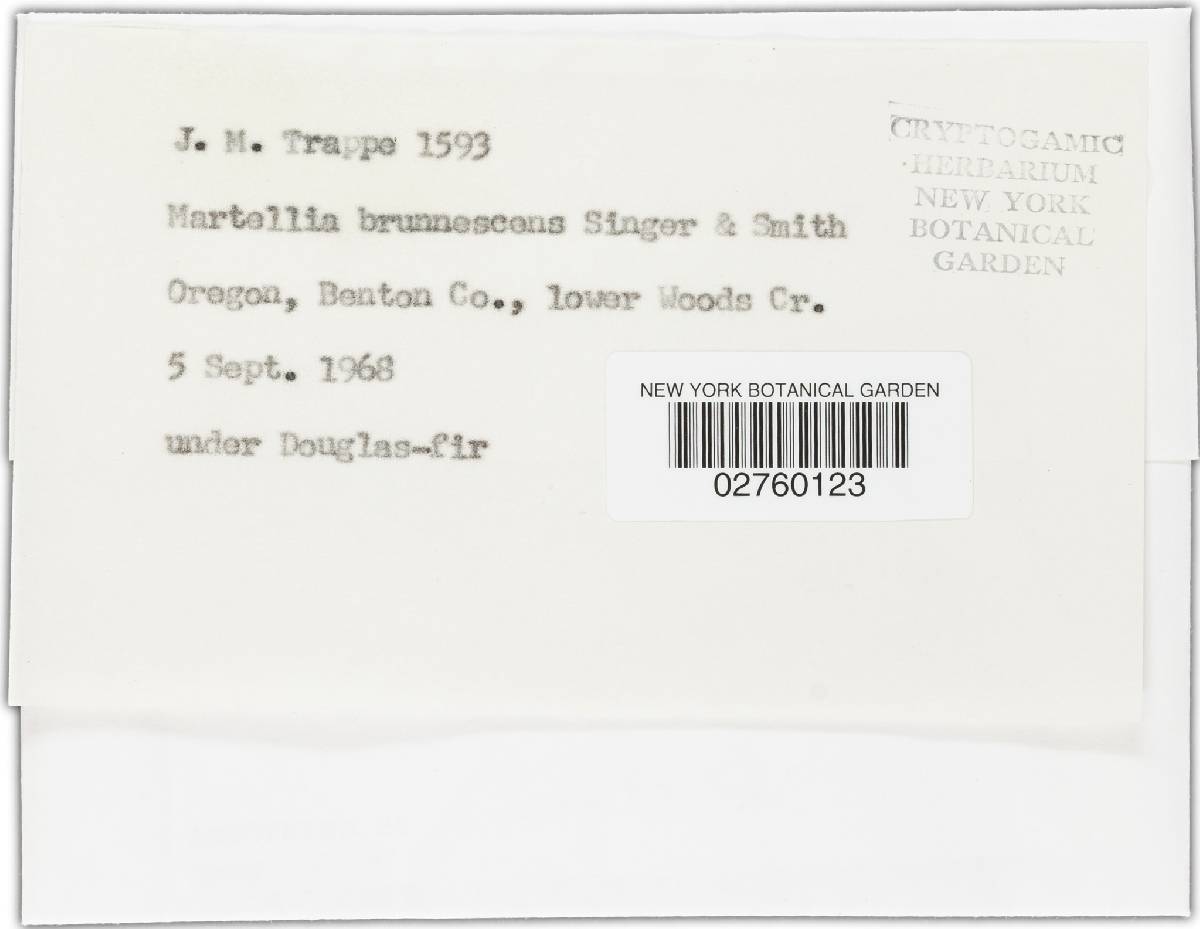 J. M. Trappe 1593
Martellia brunnescens Singer & Smith
Oregon, Benton Co., lower Woods Cr.
5 Sept. 1968
under Douglas-fir
CRYPTOGAMIC
HERBARIUM
NEW YORK
BOTANICAL
GARDEN
NEW YORK BOTANICAL GARDEN
02760123